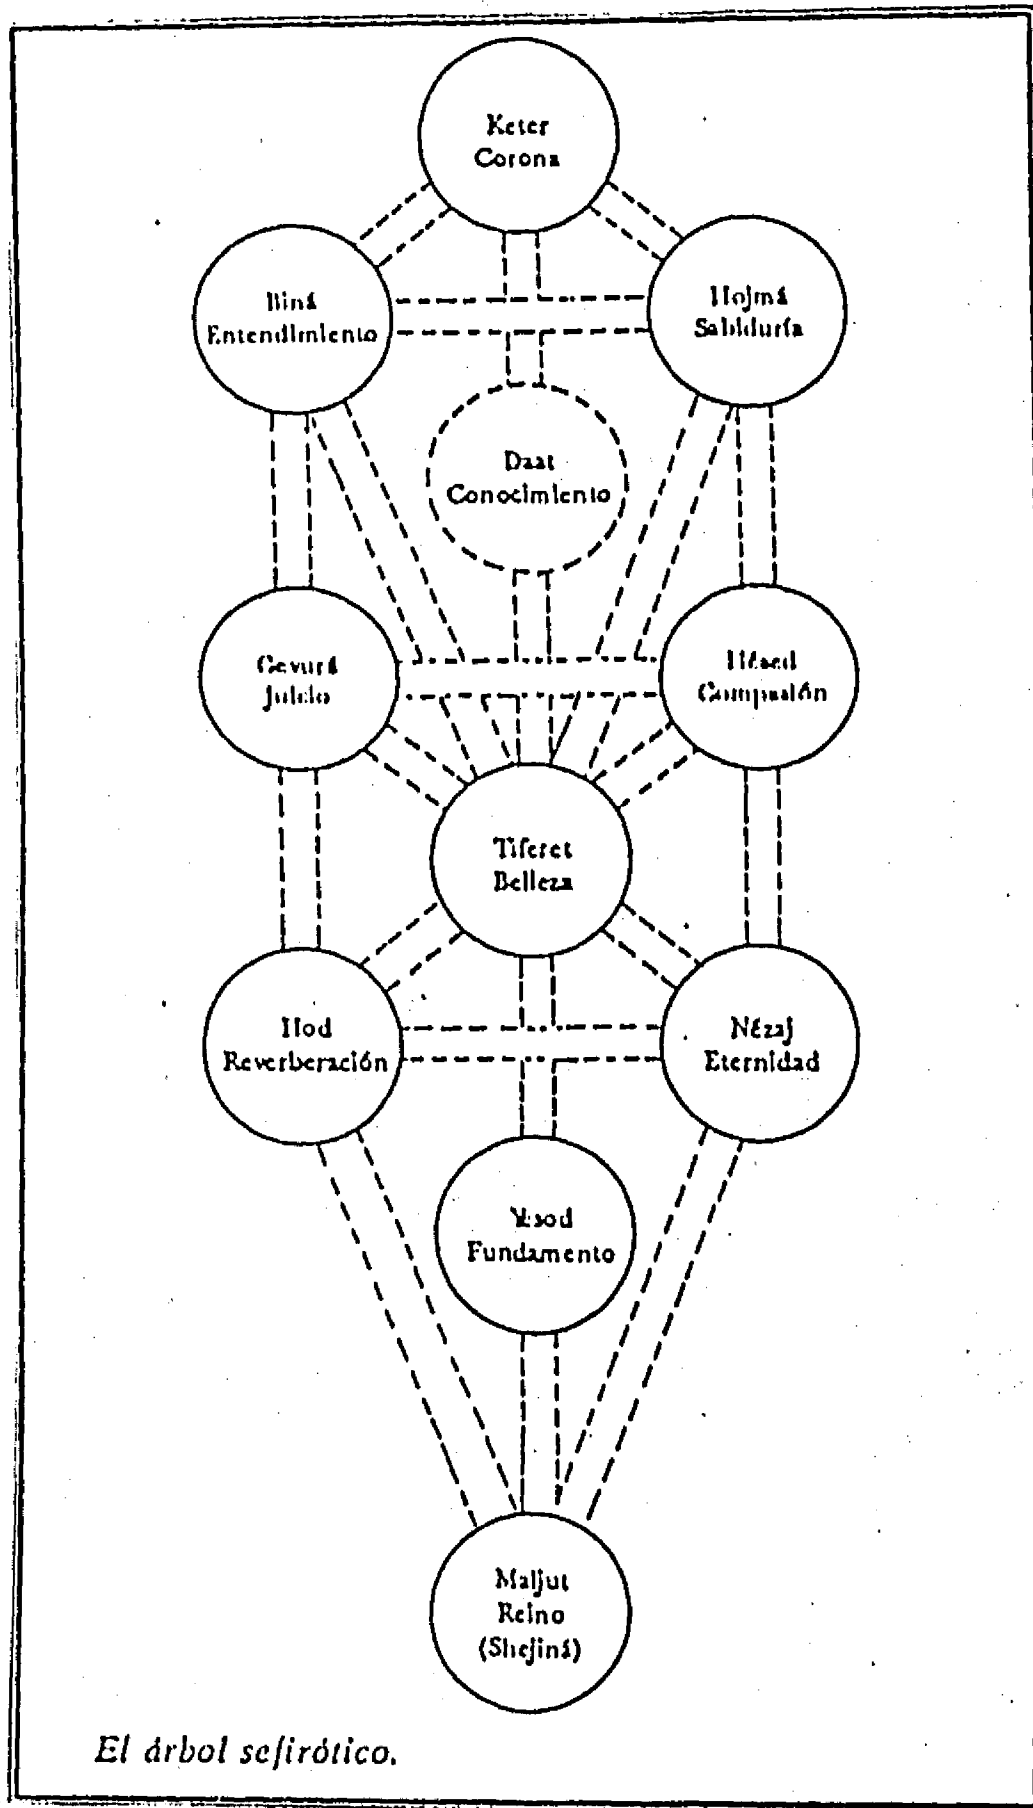 Keter
Corona
Biná
Entendimiento
Hojmá
Sabiduría
Daat
Conocimiento
Gevurá
Juicio
Hésed
Compasión
Tiferet
Belleza
Hod
Reverberación
Nézaj
Eternidad
Yesod
Fundamento
Maljut
Reino
(Shejiná)
El árbol sefirótico.